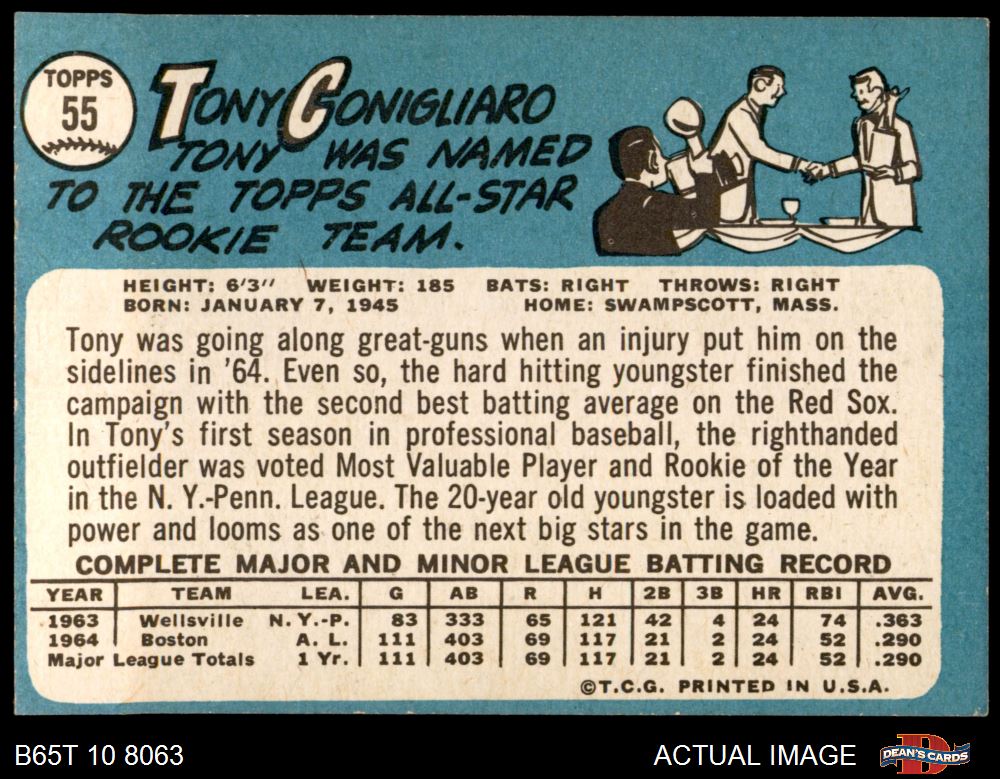 TOPPS
55
TONY CONIGLIARO
TONY WAS NAMED
TO THE TOPPS ALL-STAR
ROOKIE TEAM.
HEIGHT: 6'3" WEIGHT: 185 BATS: RIGHT THROWS: RIGHT
BORN: JANUARY 7, 1945 HOME: SWAMPSCOTT, MASS.
Tony was going along great-guns when an injury put him on the
sidelines in '64. Even so, the hard hitting youngster finished the
campaign with the second best batting average on the Red Sox.
In Tony's first season in professional baseball, the righthanded
outfielder was voted Most Valuable Player and Rookie of the Year
in the N. Y.-Penn. League. The 20-year old youngster is loaded with
power and looms as one of the next big stars in the game.
COMPLETE MAJOR AND MINOR LEAGUE BATTING RECORD
YEAR TEAM LEA. G AB R H 2B 3B HR RBI AVG.
1963 Wellsville N. Y.-P. 83 333 65 121 42 4 24 74 .363
1964 Boston A. L. 111 403 69 117 21 2 24 52 .290
Major League Totals 1 Yr. 111 403 69 117 21 2 24 52 .290
©T.C.G. PRINTED IN U.S.A.
B65T 10 8063 ACTUAL IMAGE D DEAN'S CARDS